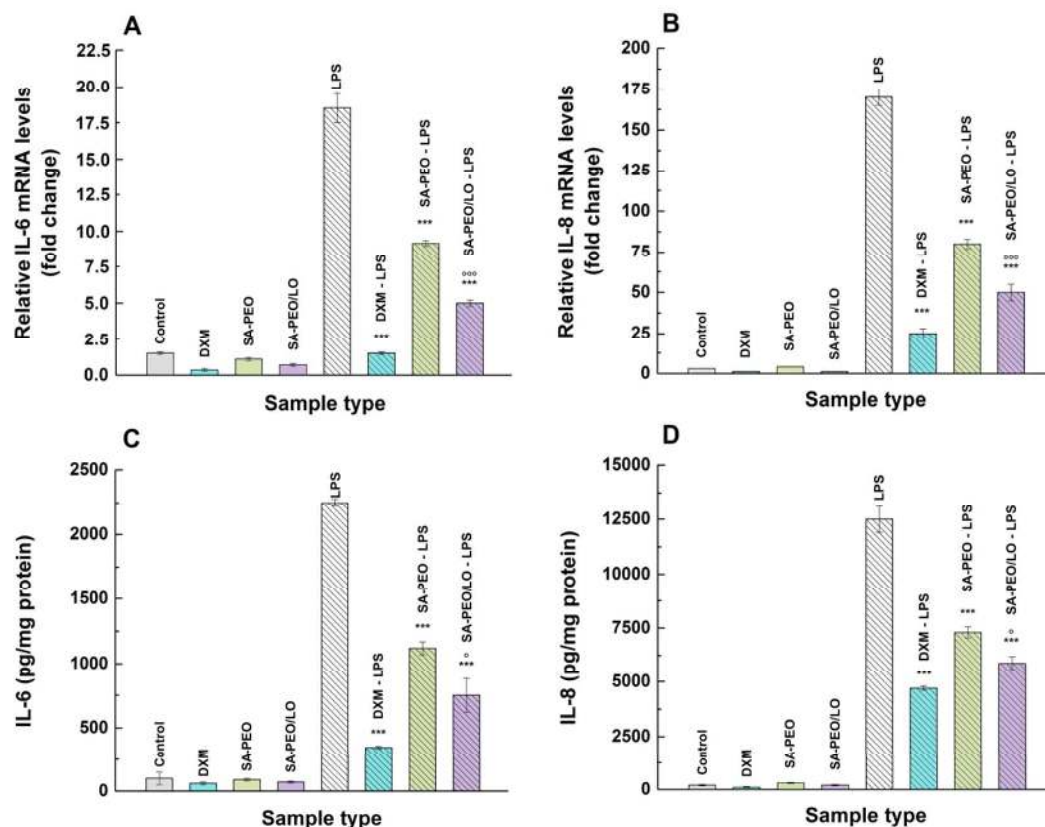 A
Relative IL-6 mRNA levels
(fold change)
22.5
20.0
17.5
15.0
12.5
10.0
7.5
5.0
2.5
0.0
Control
DXM
SA-PEO
SA-PEO/LO
LPS
*** DXM - LPS
*** SA-PEO - LPS
°°° SA-PEO/LO - LPS
***
Sample type
B
Relative IL-8 mRNA levels
(fold change)
200
175
150
125
100
75
50
25
0
Control
DXM
SA-PEO
SA-PEO/LO
LPS
*** DXM - LPS
*** SA-PEO - LPS
°°° SA-PEO/LO - LPS
***
Sample type
C
IL-6 (pg/mg protein)
2500
2000
1500
1000
500
0
Control
DXM
SA-PEO
SA-PEO/LO
LPS
*** DXM - LPS
*** SA-PEO - LPS
° SA-PEO/LO - LPS
***
Sample type
D
IL-8 (pg/mg protein)
15000
12500
10000
7500
5000
2500
0
Control
DXM
SA-PEO
SA-PEO/LO
LPS
*** DXM - LPS
*** SA-PEO - LPS
° SA-PEO/LO - LPS
***
Sample type